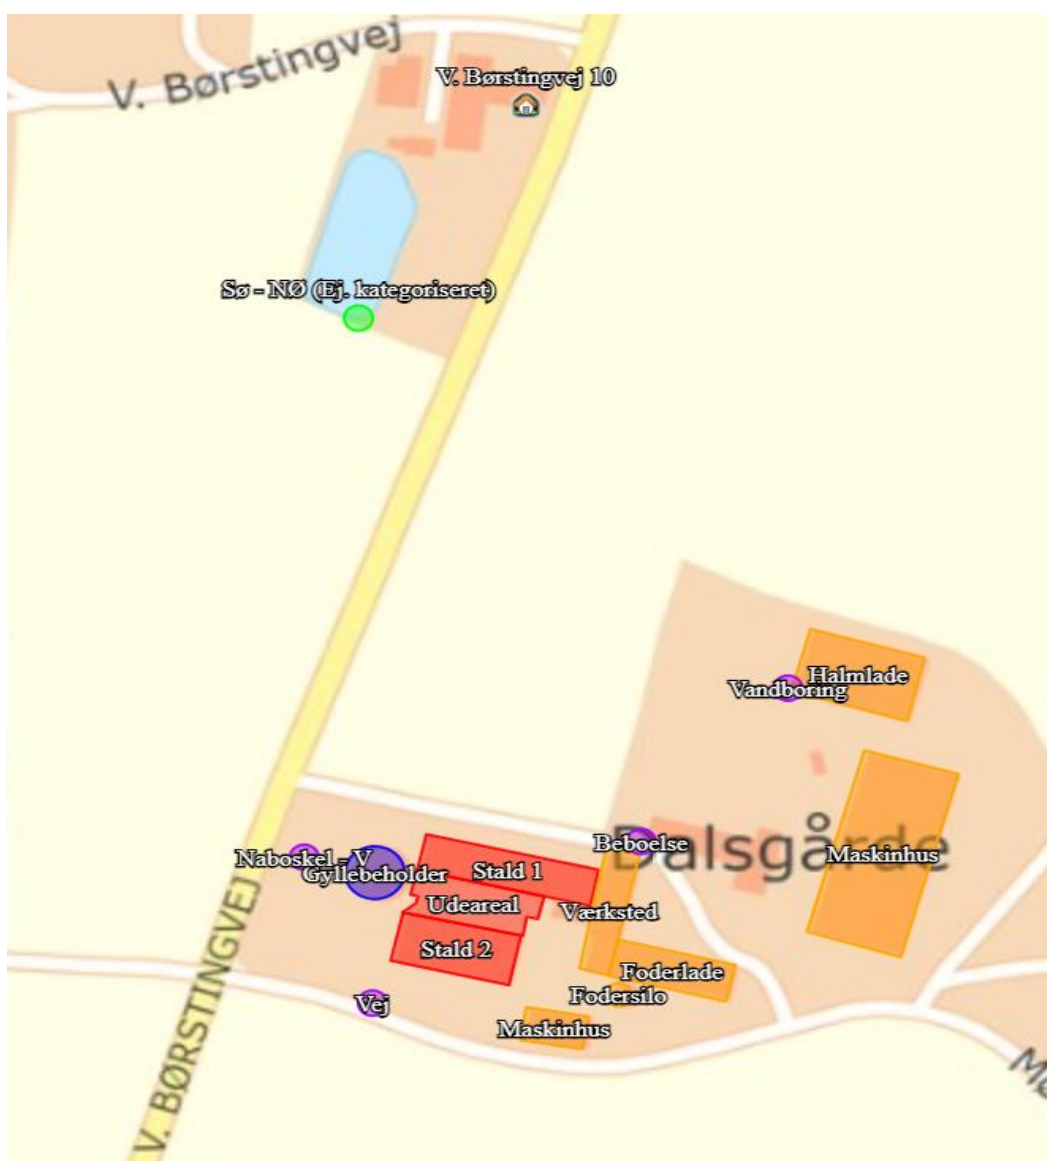 V. Børstingvej
V. Børstingvej 10
Sø - NØ (Ej. kategoriseret)
Halmlade
Vandboring
Beboelse
Dalsgårde
Maskinhus
Naboskel - V
Gyllebeholder
Stald 1
Udeareal
Værksted
Stald 2
Foderlade
Fodersilo
Vej
Maskinhus
V. BØRSTINGVEJ